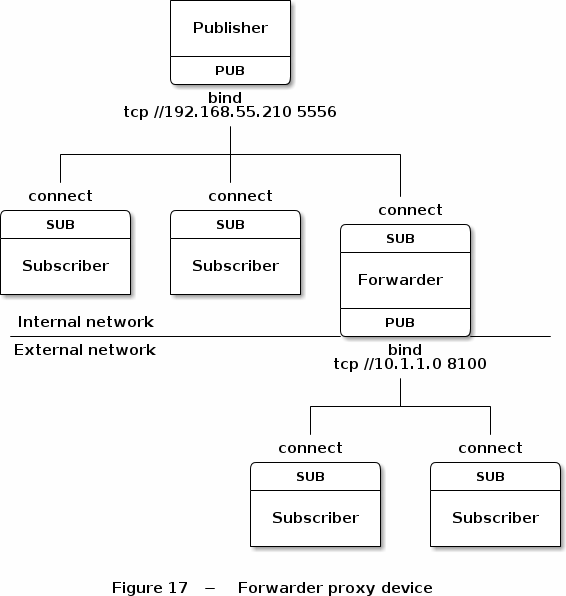 Publisher
PUB
bind
tcp //192.168.55.210 5556
connect connect connect
SUB SUB SUB
Subscriber Subscriber Forwarder
Internal network PUB
External network bind
tcp //10.1.1.0 8100
connect connect
SUB SUB
Subscriber Subscriber
Figure 17 – Forwarder proxy device